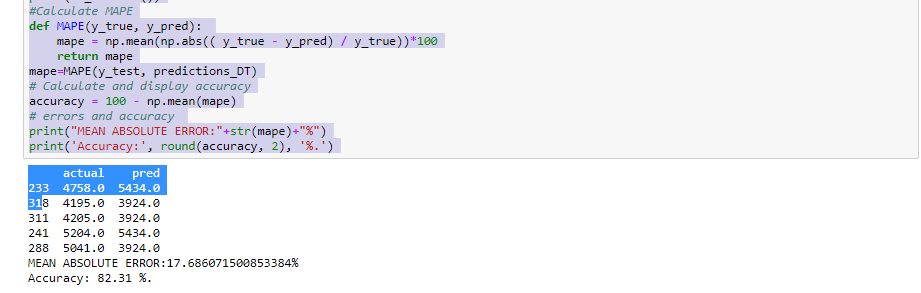 #Calculate MAPE
def MAPE(y_true, y_pred):
    mape = np.mean(np.abs(( y_true - y_pred) / y_true))*100
    return mape
mape=MAPE(y_test, predictions_DT)
# Calculate and display accuracy
accuracy = 100 - np.mean(mape)
# errors and accuracy
print("MEAN ABSOLUTE ERROR:"+str(mape)+"%")
print('Accuracy:', round(accuracy, 2), '%.')
actual pred
233 4758.0 5434.0
318 4195.0 3924.0
311 4205.0 3924.0
241 5204.0 5434.0
288 5041.0 3924.0
MEAN ABSOLUTE ERROR:17.686071500853384%
Accuracy: 82.31 %.